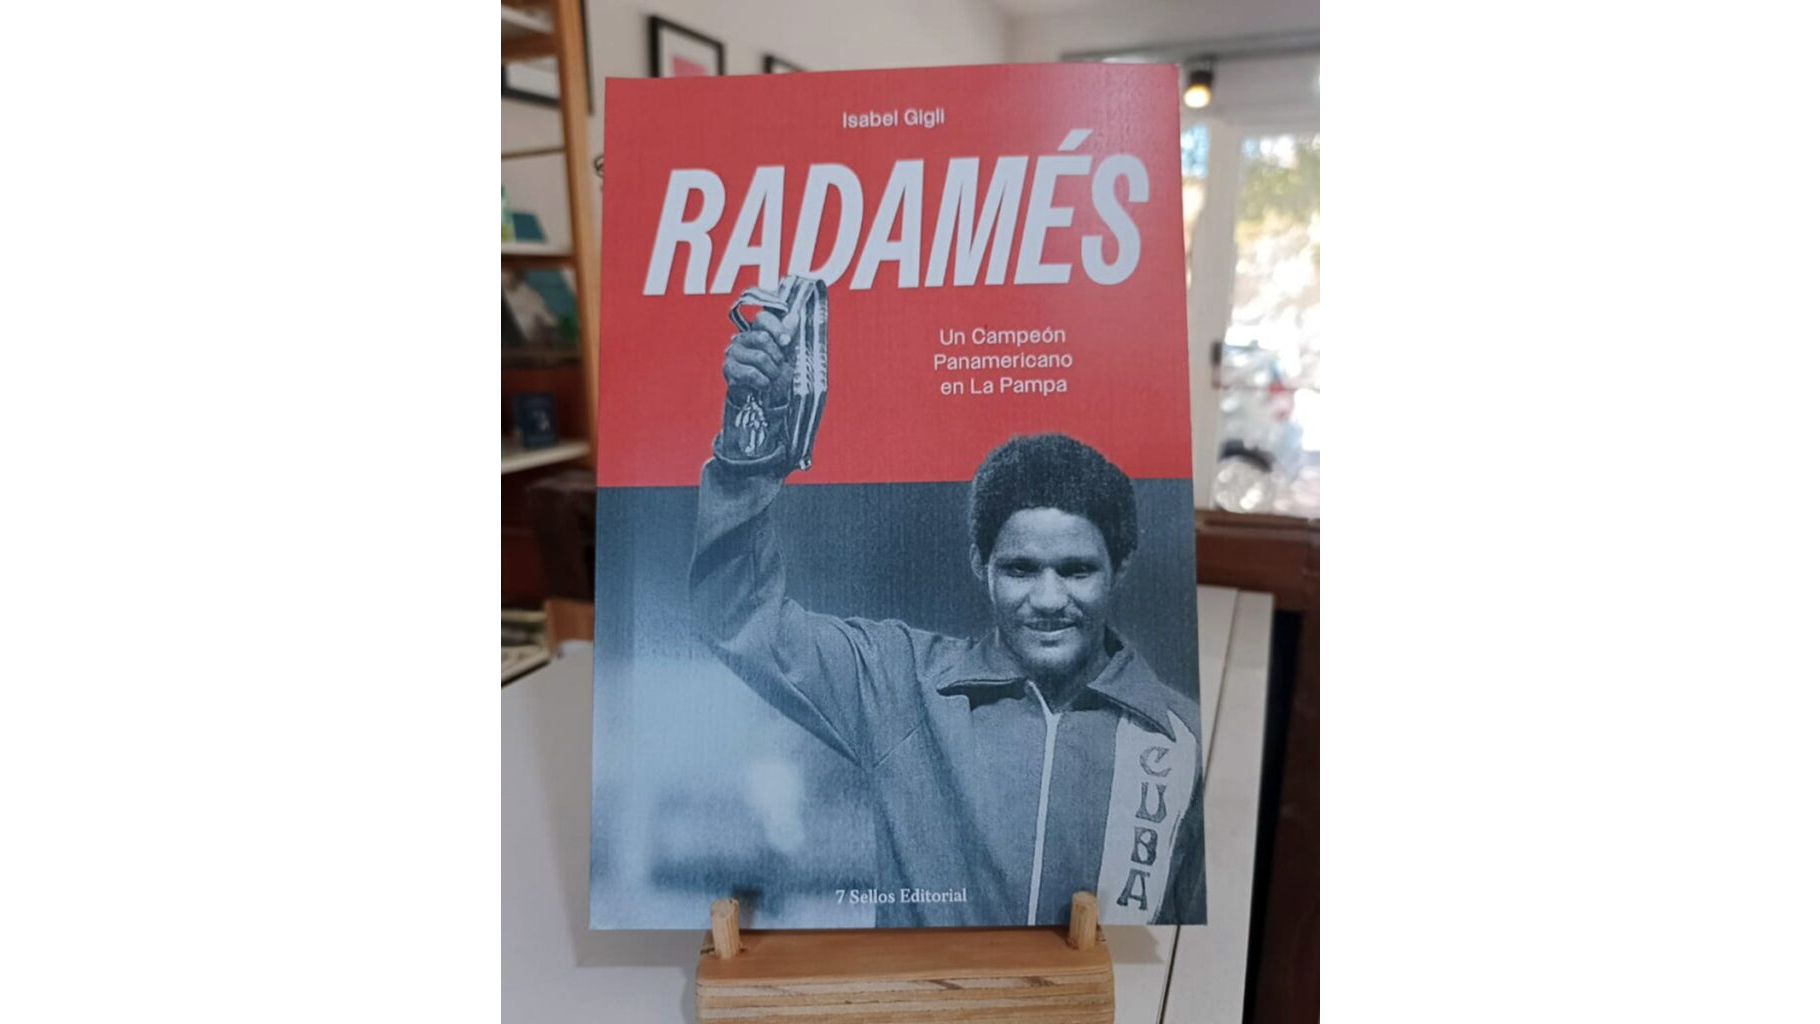 Isabel Gigli
RADAMÉS
Un Campeón
Panamericano
en La Pampa
CUBA
7 Sellos Editorial